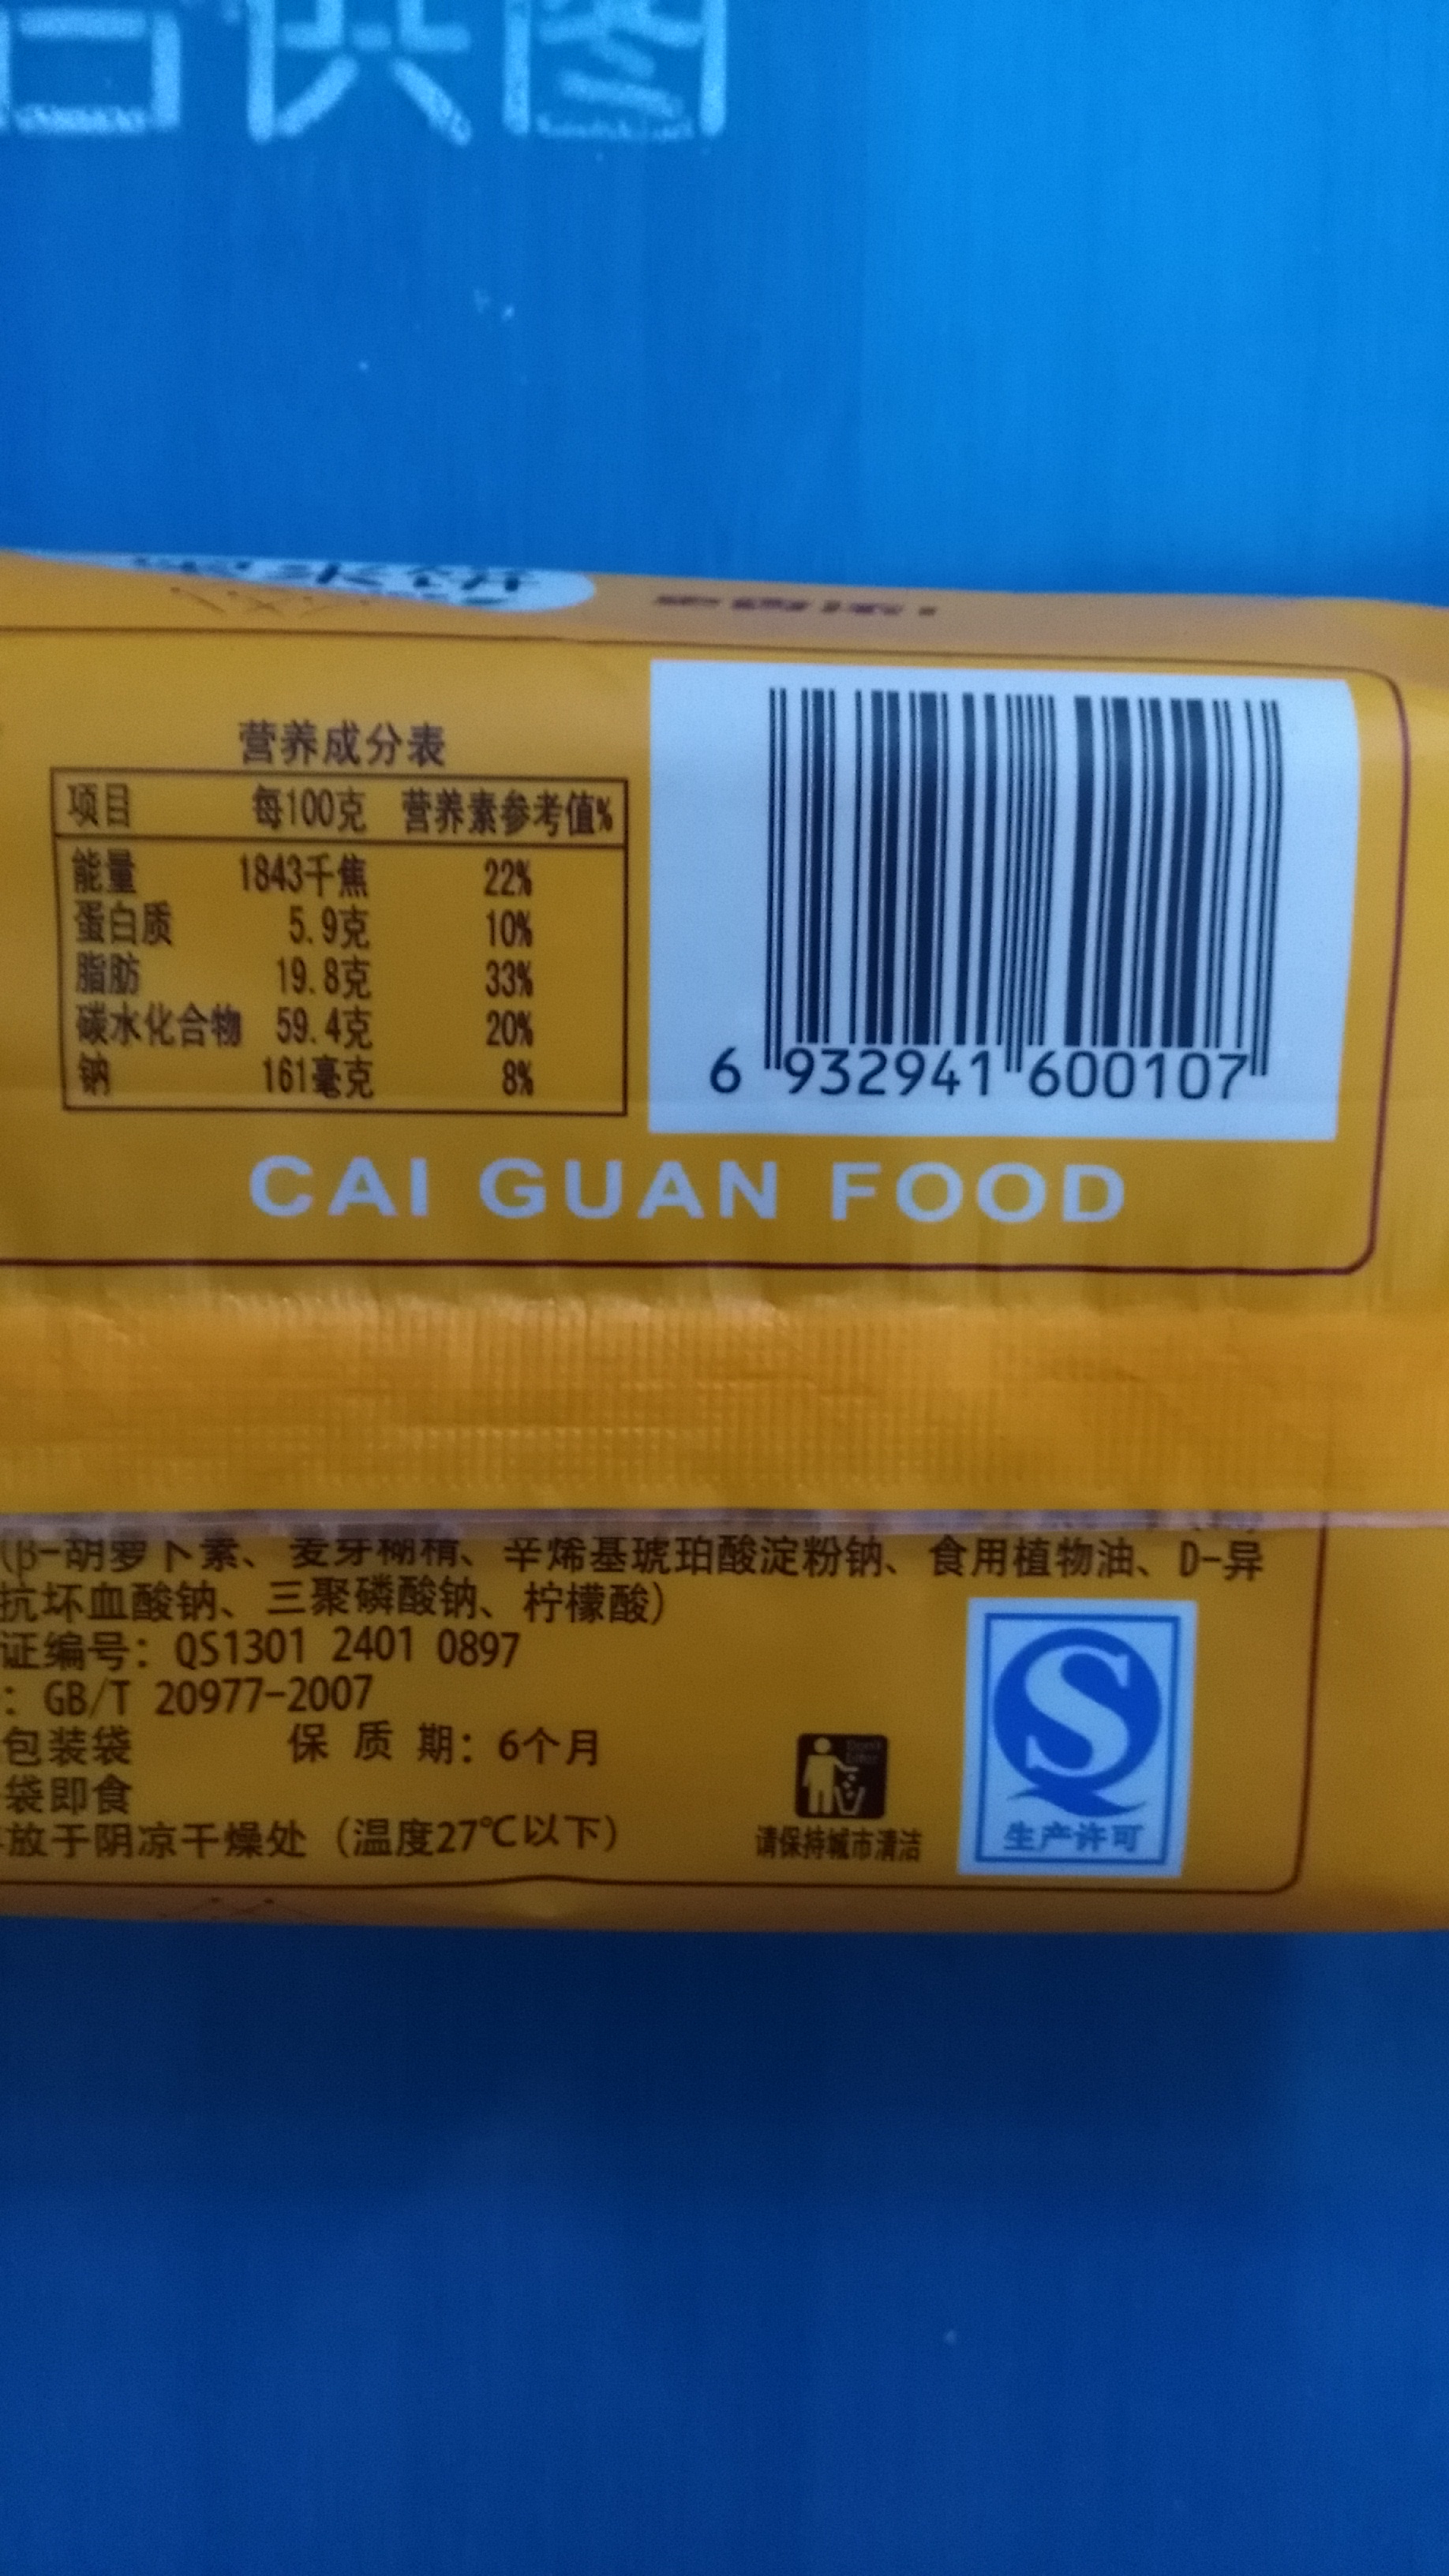 营养成分表
项目 每100克 营养素参考值%
能量 1843千焦 22%
蛋白质 5.9克 10%
脂肪 19.8克 33%
碳水化合物 59.4克 20%
钠 161毫克 8%
6 932941 600107
CAI GUAN FOOD
(β-胡萝卜素、麦芽糊精、辛烯基琥珀酸淀粉钠、食用植物油、D-异
抗坏血酸钠、三聚磷酸钠、柠檬酸)
证编号: QS1301 2401 0897
: GB/T 20977-2007
包装袋 保质期: 6个月
袋即食
放于阴凉干燥处 (温度27℃以下)
请保持城市清洁
生产许可